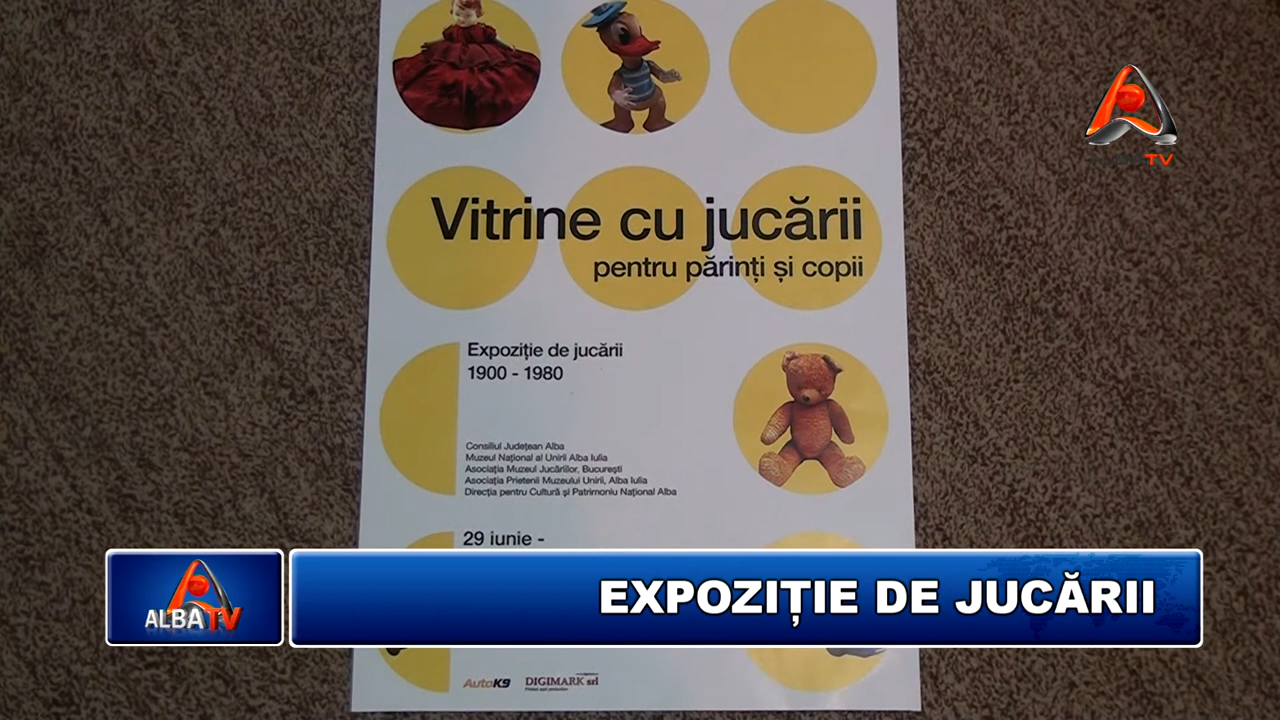 TV
Vitrine cu jucării
pentru părinți și copii
Expoziție de jucării
1900 - 1980
Consiliul Județean Alba
Muzeul Național al Unirii Alba Iulia
Asociația Muzeul Jucăriilor, București
Asociația Prietenii Muzeului Unirii, Alba Iulia
Direcția pentru Cultură și Patrimoniu Național Alba
29 iunie -
EXPOZIȚIE DE JUCĂRII
ALBA TV
AutoK9
DIGIMARK srl